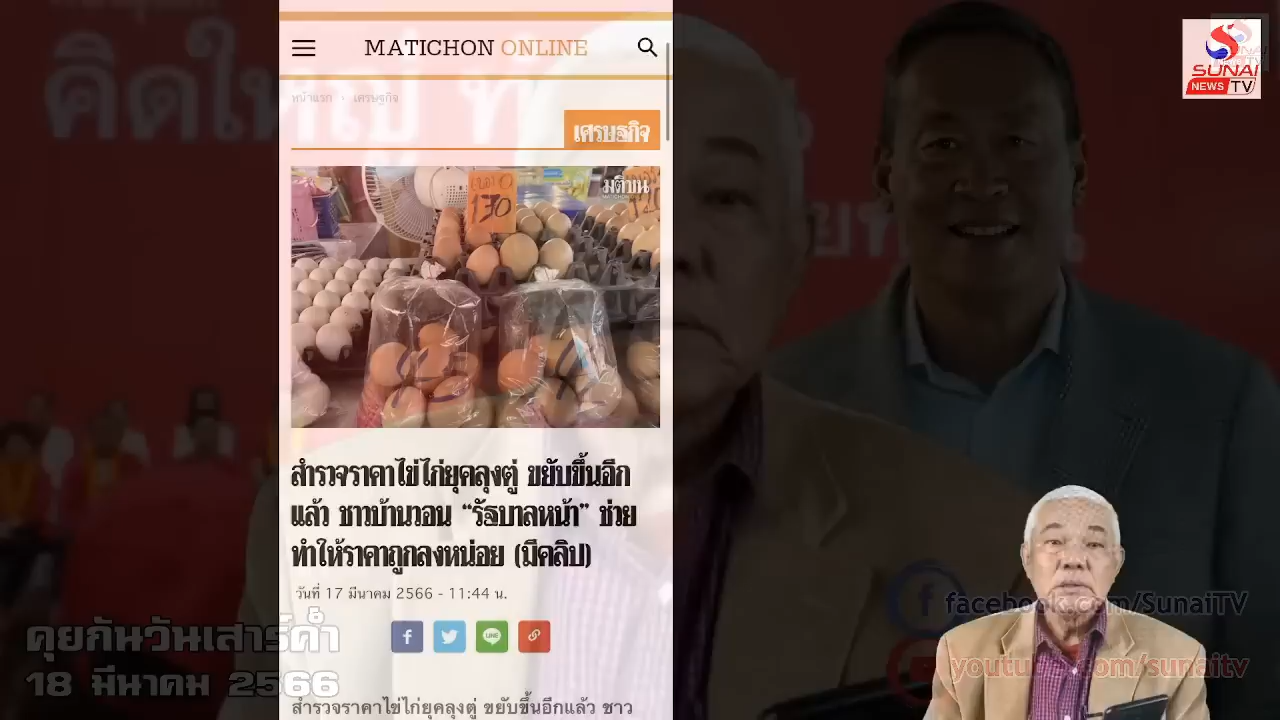 MATICHON ONLINE
หน้าแรก › เศรษฐกิจ
เศรษฐกิจ
มติชน
130
สำรวจราคาไข่ไก่ยุคลุงตู่ ขยับขึ้นอีก
แล้ว ชาวบ้านวอน “รัฐบาลหน้า” ช่วย
ทำให้ราคาถูกลงหน่อย (มีคลิป)
วันที่ 17 มีนาคม 2566 - 11:44 น.
สำรวจราคาไข่ไก่ยุคลุงตู่ ขยับขึ้นอีกแล้ว ชาว
คิดใหญ่
SUNAI
NEWS TV
คุยกันวันเสาร์ค่ำ
18 มีนาคม 2566
facebook.com/SunaiTV
youtube.com/sunaitv